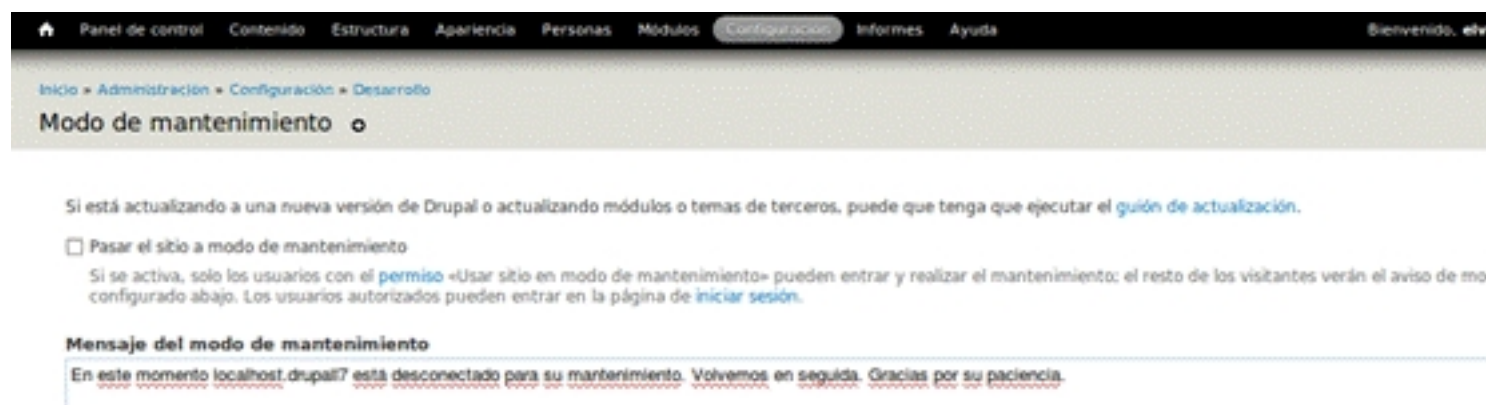 Panel de control Contenido Estructura Apariencia Personas Módulos Configuración Informes Ayuda Bienvenido, elv
Inicio » Administración » Configuración » Desarrollo
Modo de mantenimiento
Si está actualizando a una nueva versión de Drupal o actualizando módulos o temas de terceros, puede que tenga que ejecutar el guión de actualización.
Pasar el sitio a modo de mantenimiento
Si se activa, solo los usuarios con el permiso «Usar sitio en modo de mantenimiento» pueden entrar y realizar el mantenimiento; el resto de los visitantes verán el aviso de mo
configurado abajo. Los usuarios autorizados pueden entrar en la página de iniciar sesión.
Mensaje del modo de mantenimiento
En este momento localhost.drupall7 está desconectado para su mantenimiento. Volvemos en seguida. Gracias por su paciencia.